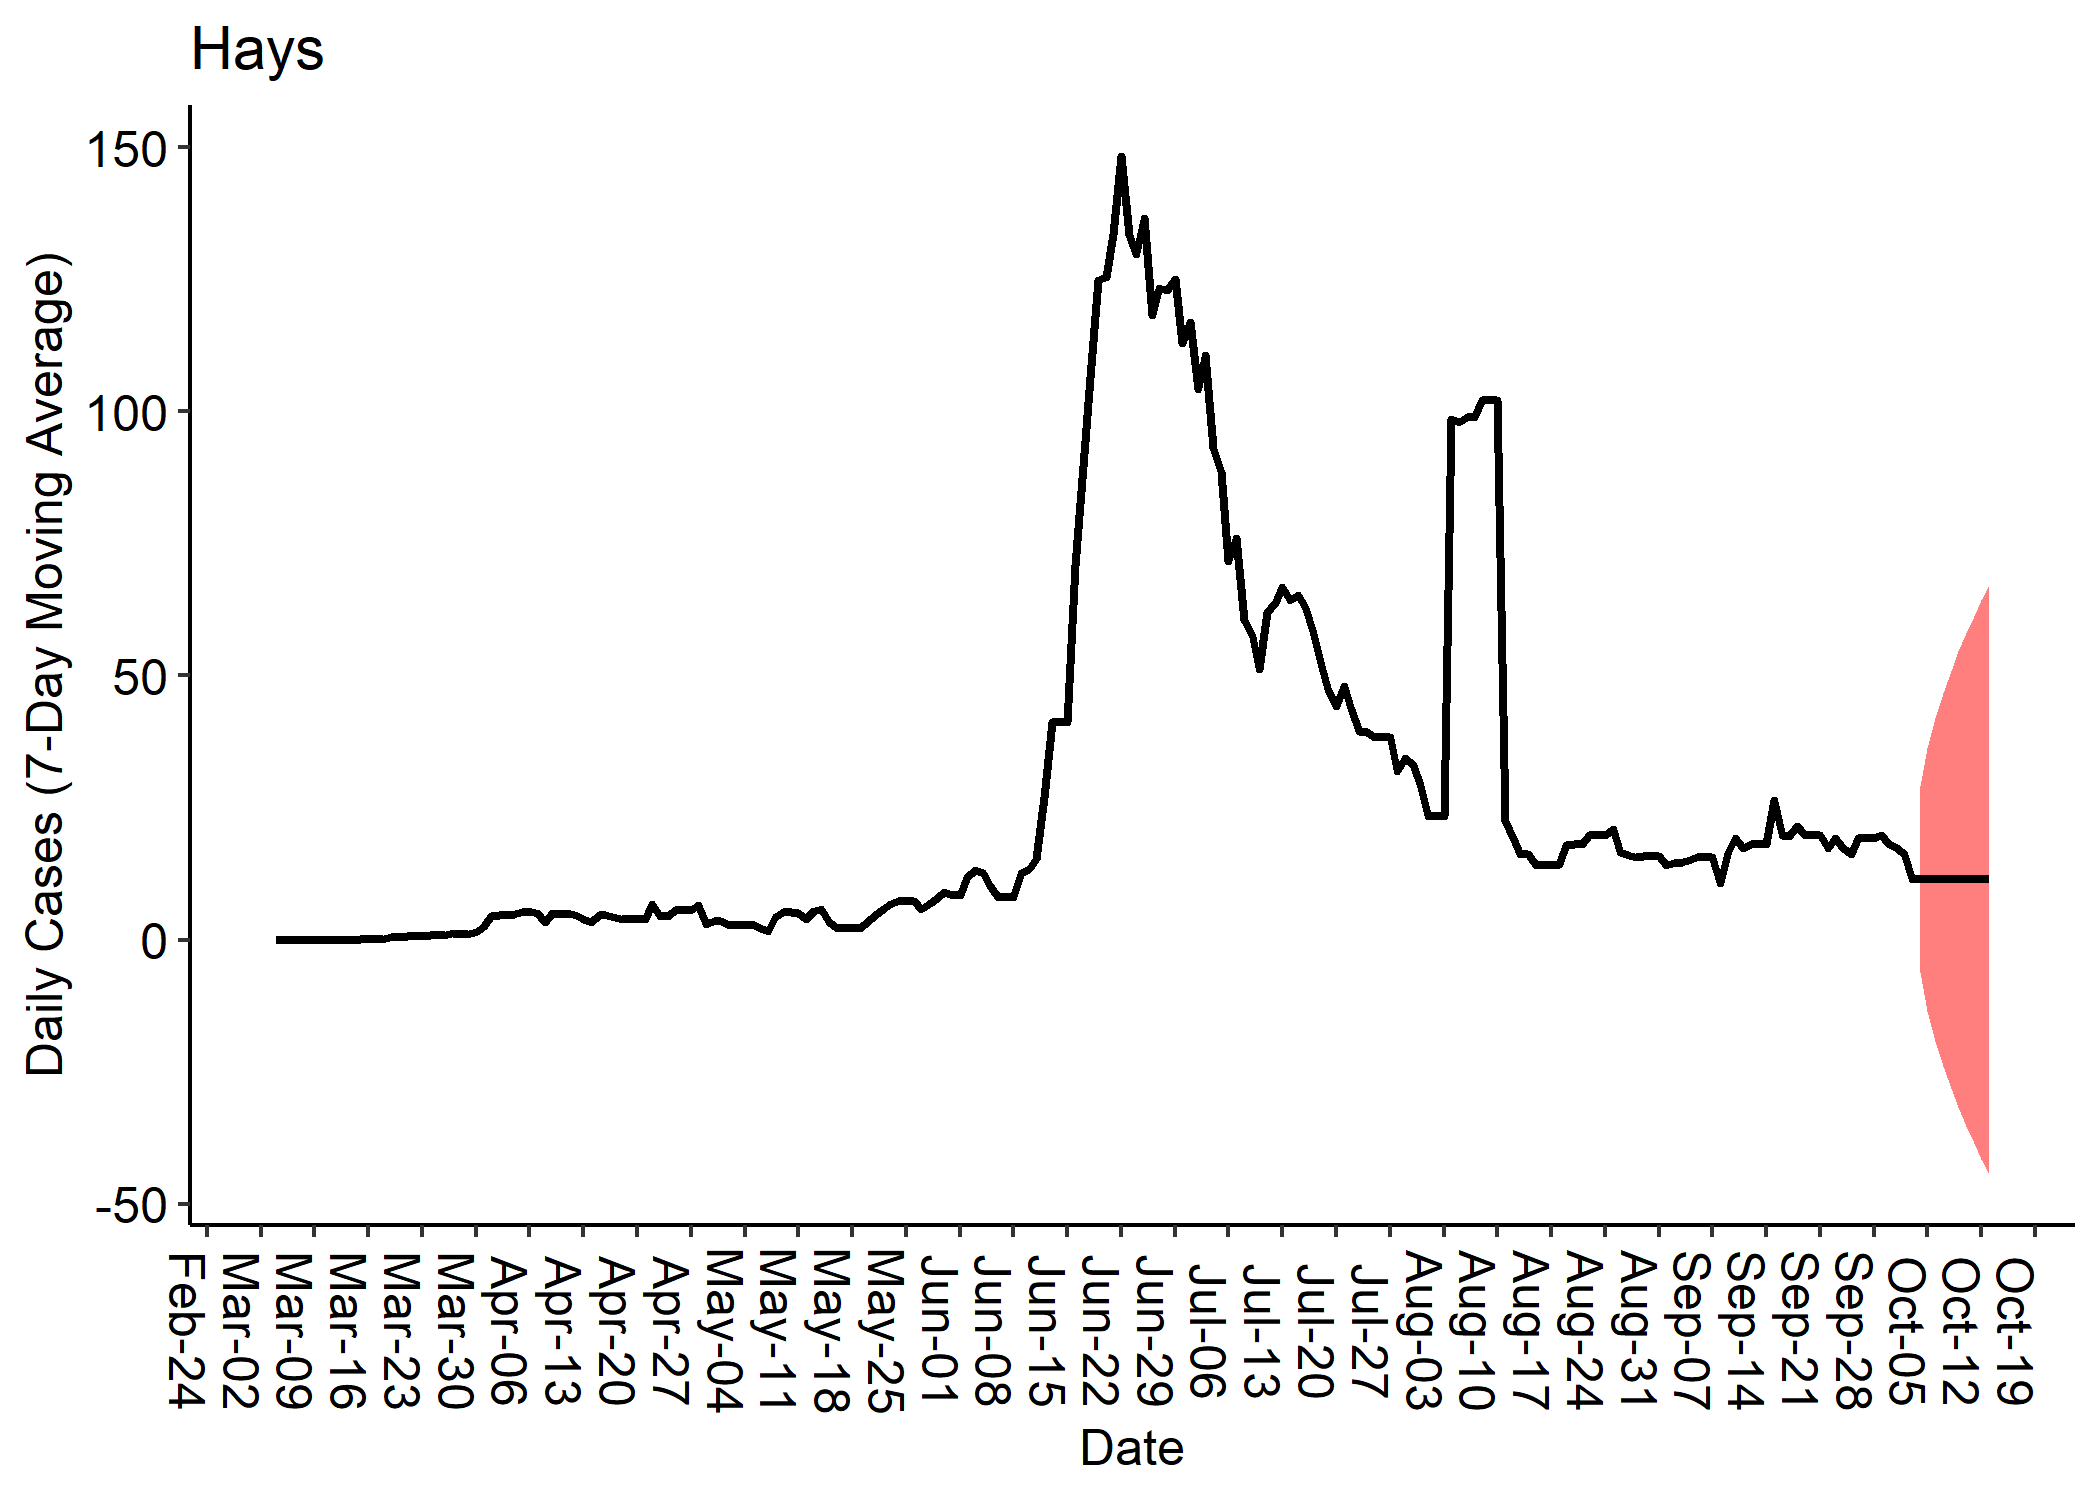 Hays
Daily Cases (7-Day Moving Average)
150
100
50
0
-50
Feb-24
Mar-02
Mar-09
Mar-16
Mar-23
Mar-30
Apr-06
Apr-13
Apr-20
Apr-27
May-04
May-11
May-18
May-25
Jun-01
Jun-08
Jun-15
Jun-22
Jun-29
Jul-06
Jul-13
Jul-20
Jul-27
Aug-03
Aug-10
Aug-17
Aug-24
Aug-31
Sep-07
Sep-14
Sep-21
Sep-28
Oct-05
Oct-12
Oct-19
Date